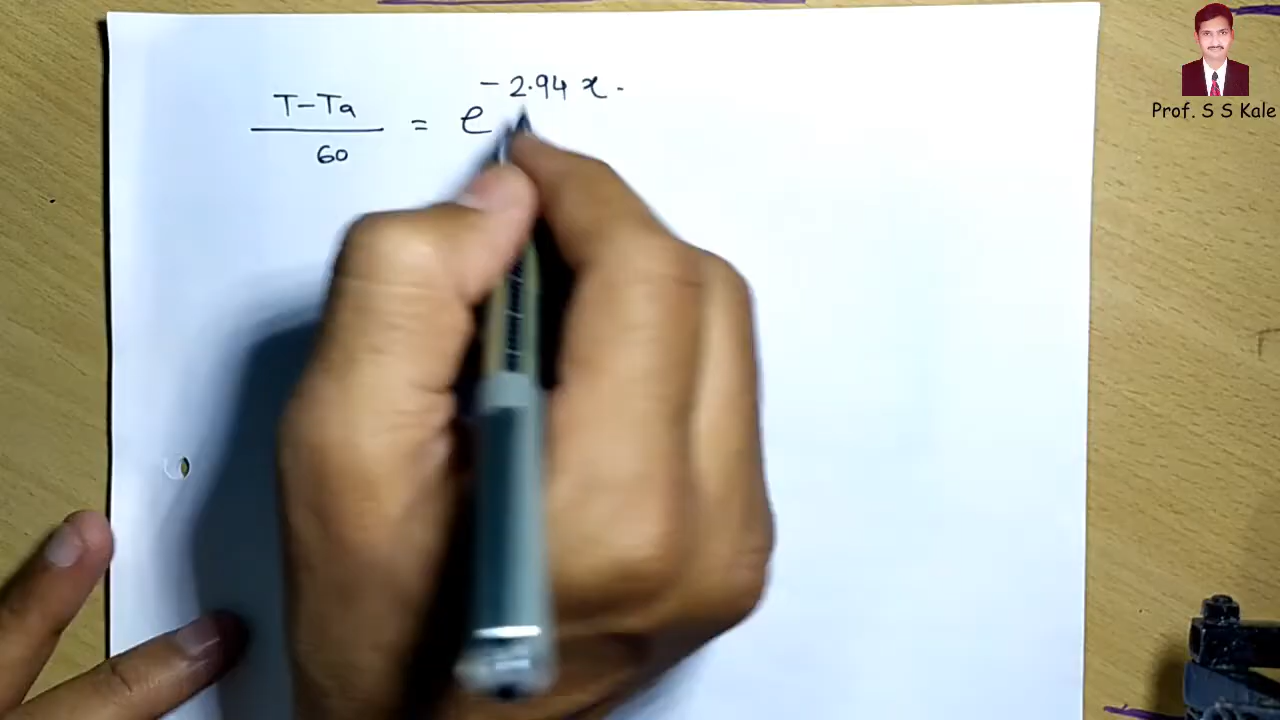 T-Ta / 60 = e^-2.94 x.
Prof. S S Kale